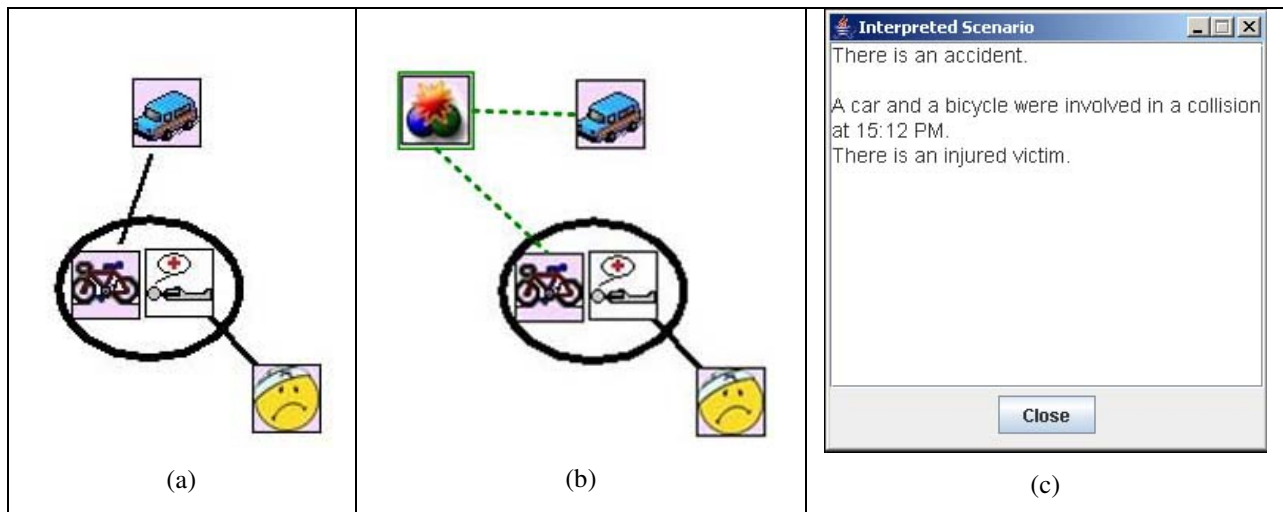 Interpreted Scenario
There is an accident.
A car and a bicycle were involved in a collision
at 15:12 PM.
There is an injured victim.
Close
(a)
(b)
(c)